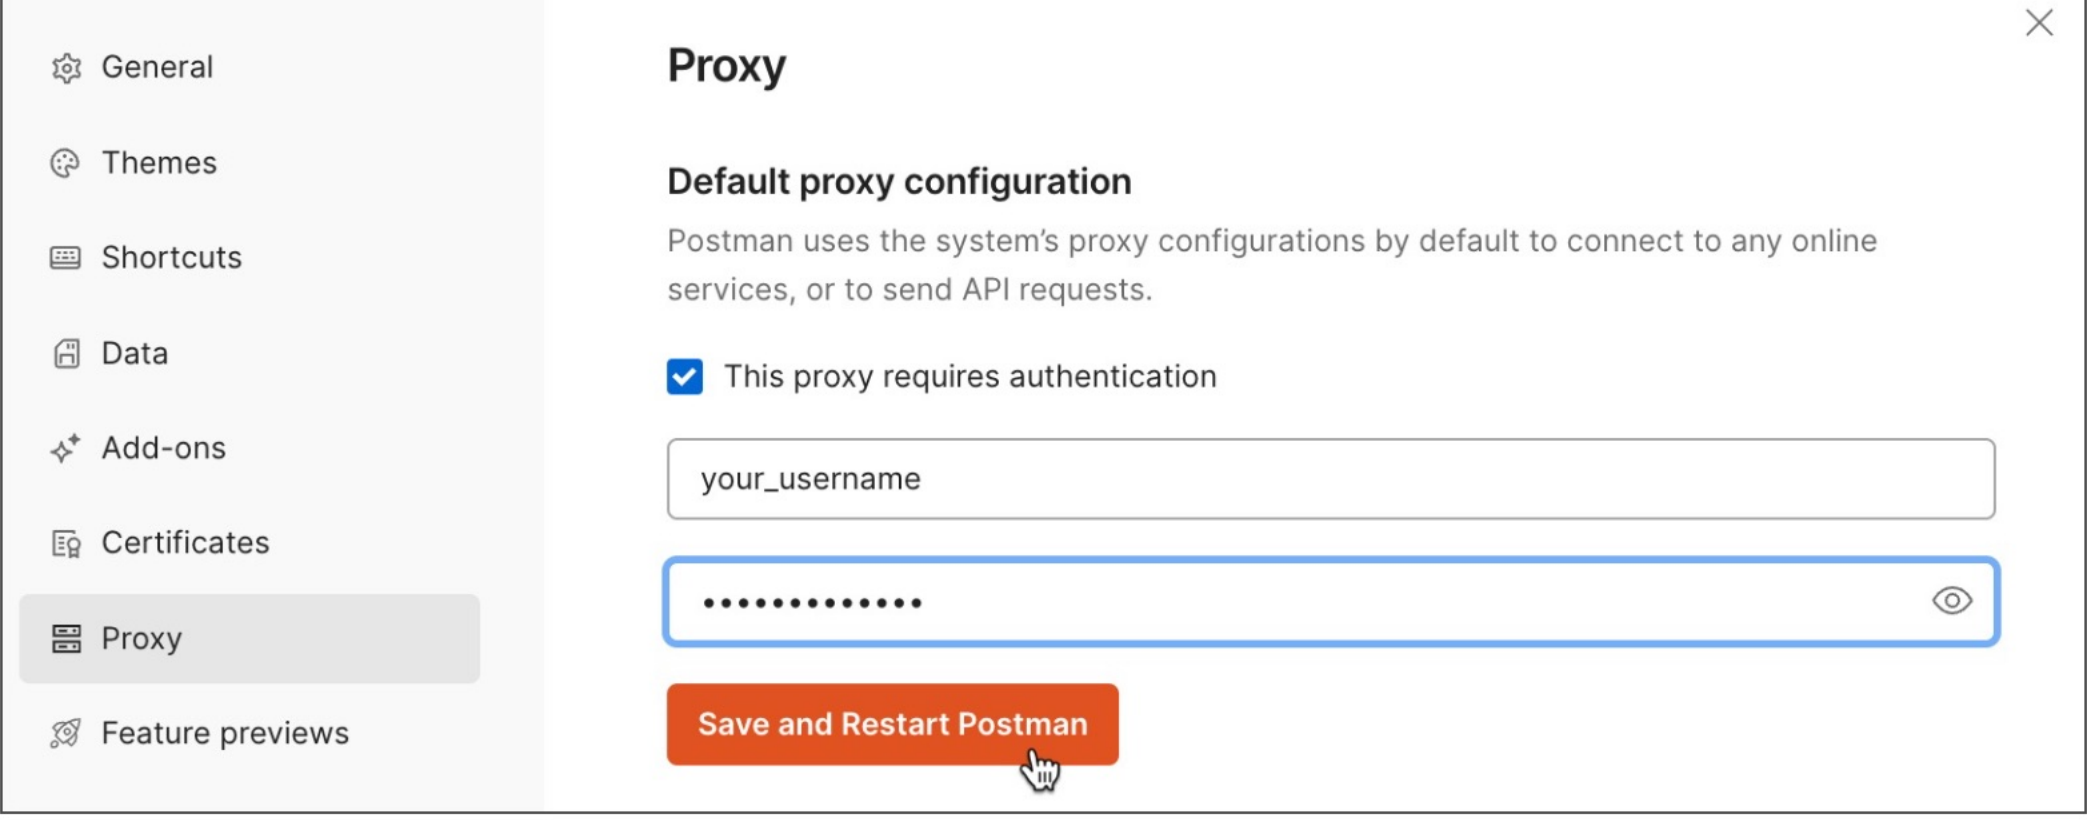 General
Themes
Shortcuts
Data
Add-ons
Certificates
Proxy
Feature previews
Proxy
Default proxy configuration
Postman uses the system’s proxy configurations by default to connect to any online
services, or to send API requests.
This proxy requires authentication
your_username
•••••••••••••
Save and Restart Postman